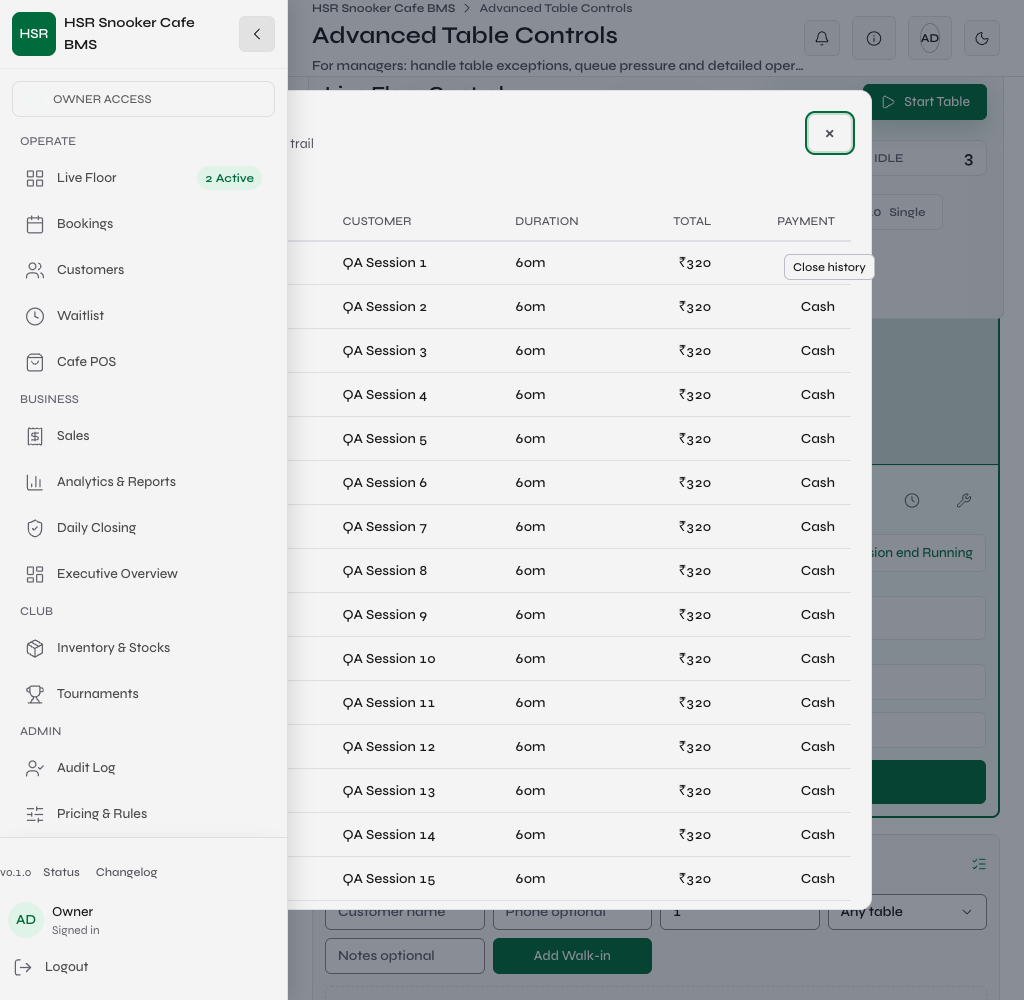 HSR
HSR Snooker Cafe
BMS
OWNER ACCESS
OPERATE
Live Floor
2 Active
Bookings
Customers
Waitlist
Cafe POS
BUSINESS
Sales
Analytics & Reports
Daily Closing
Executive Overview
CLUB
Inventory & Stocks
Tournaments
ADMIN
Audit Log
Pricing & Rules
v0.1.0 Status Changelog
AD
Owner
Signed in
Logout
HSR Snooker Cafe BMS > Advanced Table Controls
Advanced Table Controls
For managers: handle table exceptions, queue pressure and detailed oper...
AD
Start Table
IDLE 3
Single
trail
×
CUSTOMER DURATION TOTAL PAYMENT
QA Session 1 60m ₹320
Close history
QA Session 2 60m ₹320 Cash
QA Session 3 60m ₹320 Cash
QA Session 4 60m ₹320 Cash
QA Session 5 60m ₹320 Cash
QA Session 6 60m ₹320 Cash
QA Session 7 60m ₹320 Cash
QA Session 8 60m ₹320 Cash
QA Session 9 60m ₹320 Cash
QA Session 10 60m ₹320 Cash
QA Session 11 60m ₹320 Cash
QA Session 12 60m ₹320 Cash
QA Session 13 60m ₹320 Cash
QA Session 14 60m ₹320 Cash
QA Session 15 60m ₹320 Cash
end Running
Customer name Phone optional 1 Any table
Notes optional Add Walk-in